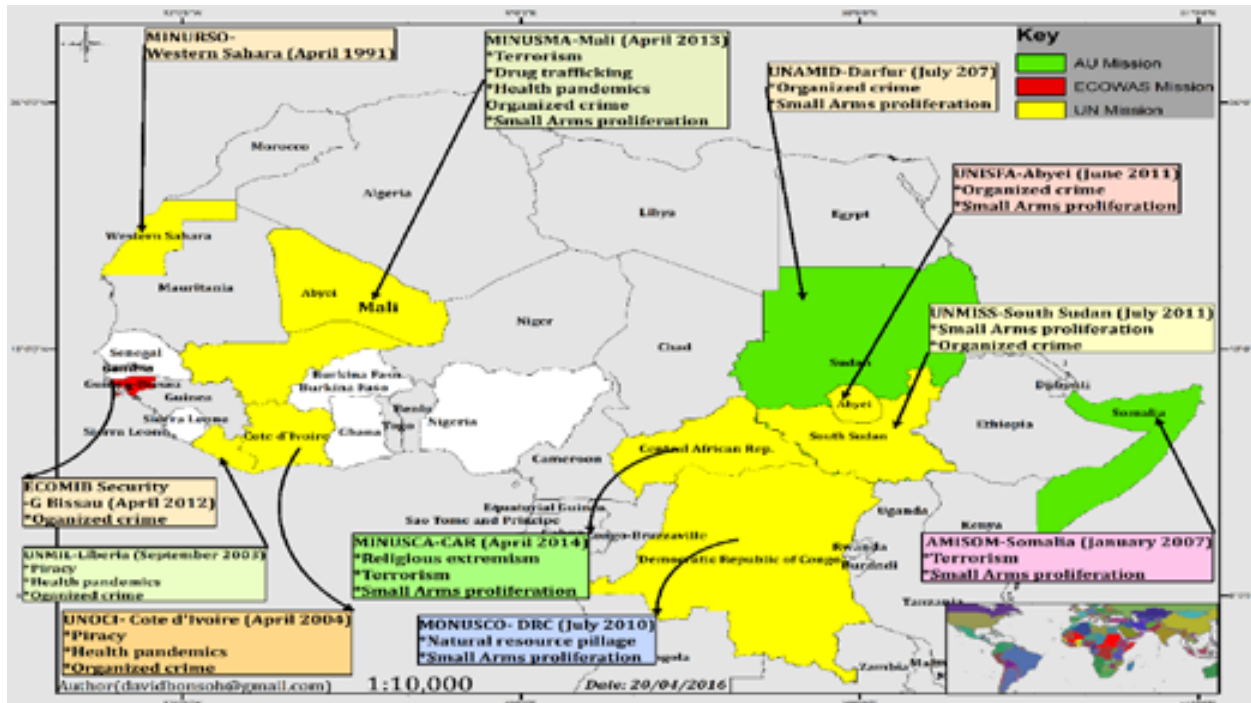 MINURSO-
Western Sahara (April 1991)
MINUSMA-Mali (April 2013)
*Terrorism
*Drug trafficking
*Health pandemics
Organized crime
*Small Arms proliferation
UNAMID-Darfur (July 207)
*Organized crime
*Small Arms proliferation
Key
AU Mission
ECOWAS Mission
UN Mission
UNISFA-Abyei (June 2011)
*Organized crime
*Small Arms proliferation
UNMISS-South Sudan (July 2011)
*Small Arms proliferation
*Organized crime
Morocco
Algeria
Libya
Egypt
Western Sahara
Mauritania
Abyei
Mali
Niger
Chad
Sudan
Senegal
Guinea
Burkina Faso
Burkina Faso
Sierra Leone
Sierra Leone
Cote d'Ivoire
Ghana
Togo
Benin
Nigeria
Abyei
South Sudan
Djibouti
Somalia
Ethiopia
Central African Rep.
Cameroon
Equatorial Guinea
Sao Tome and Principe
Democratic Republic of Congo
Uganda
Kenya
Rwanda
Burundi
Tanzania
Zambia
ECOMIB Security
-G Bissau (April 2012)
*Oganized crime
UNMIL-Liberia (September 2003)
*Piracy
*Health pandemics
*Oganized crime
UNOCI- Cote d'Ivoire (April 2004)
*Piracy
*Health pandemics
*Organized crime
MINUSCA-CAR (April 2014)
*Religious extremism
*Terrorism
*Small Arms proliferation
MONUSCO- DRC (July 2010)
*Natural resource pillage
*Small Arms proliferation
AMISOM-Somalia (January 2007)
*Terrorism
*Small Arms proliferation
Author(davidbonsoh@gmail.com)
1:10,000
Date: 20/04/2016